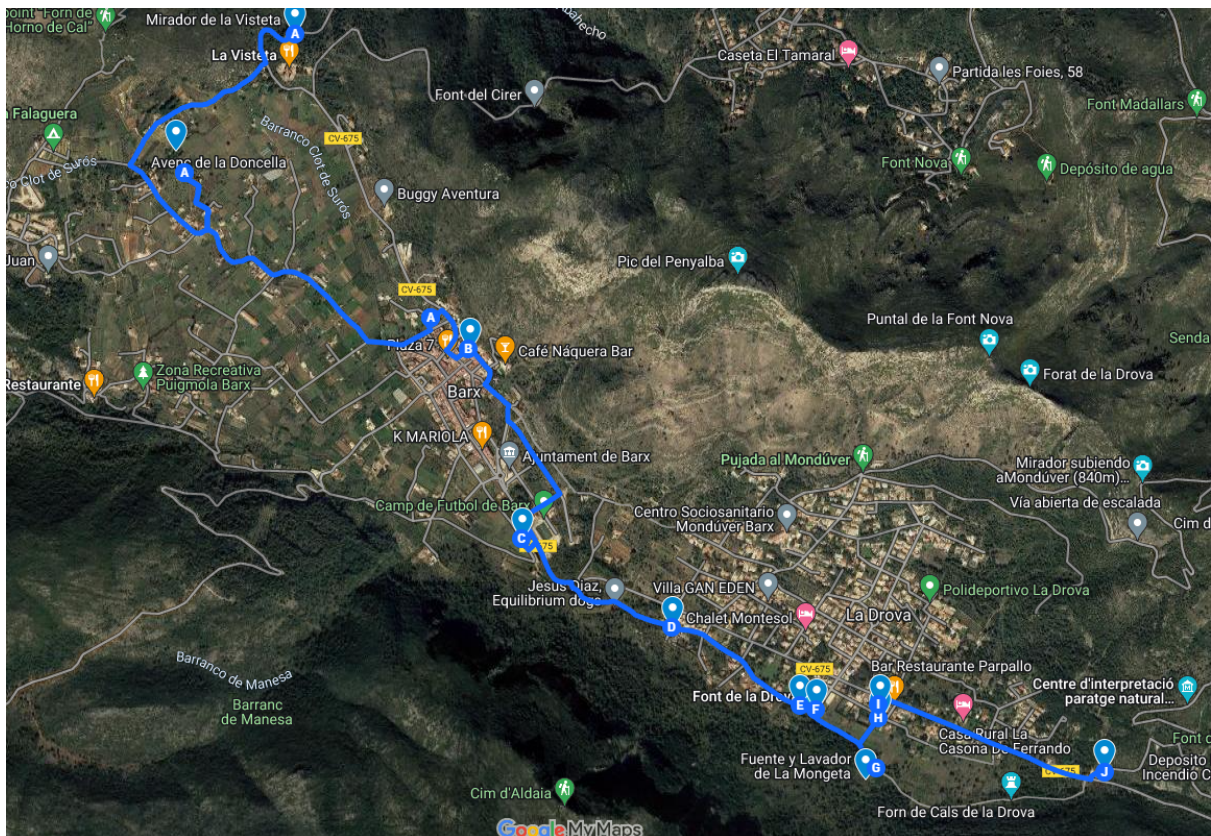 point "Forn de
Horno de Cal"
Mirador de la Visteta
A
La Visteta
Caseta El Tamaral
Partida les Foies, 58
Font del Cirer
Font Madallars
a Falaguera
CV-675
Barranco Clot de Surós
Avenc de la Doncella
co Clot de Surós
A
Font Nova
Depósito de agua
Buggy Aventura
Juan
Pic del Penyalba
CV-675
A
Puntal de la Font Nova
Plaza 7
B
Café Náquera Bar
Senda
Zona Recreativa
Puigmola Barx
Restaurante
Forat de la Drova
Barx
K MARIOLA
Ajuntament de Barx
Pujada al Mondúver
Mirador subiendo
aMondúver (840m)...
Camp de Futbol de Barx
Centro Sociosanitario
Mondúver Barx
Vía abierta de escalada
Cim d
C
Jesus Díaz,
Equilibrium dogs
Villa GAN EDEN
Polideportivo La Drova
Chalet Montesol
La Drova
D
Barranco de Manesa
Barranc
de Manesa
CV-675
Bar Restaurante Parpallo
Font de la Drov
E
F
I
H
Centre d'interpretació
paratge natural...
Casa Rural La
Casona De Ferrando
Font d
Fuente y Lavador
de La Mongeta
G
CV-675
J
Deposito
Incendio C
Cim d'Aldaia
Forn de Cals de la Drova
Google MyMaps